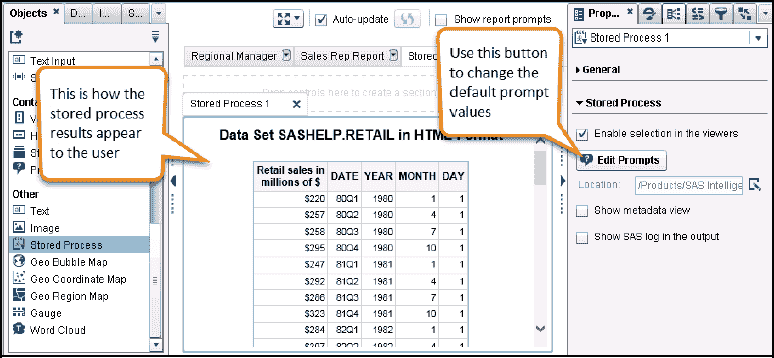 Objects
D...
I...
S...
Text Input
Conta
Other
Text
Image
Stored Process
Geo Bubble Map
Geo Coordinate Map
Geo Region Map
Gauge
Word Cloud
This is how the
stored process
results appear
to the user
Auto-update
Show report prompts
Regional Manager
Sales Rep Report
controls here to create a section
Stored Process 1
Data Set SASHELP.RETAIL in HTML
Retail sales in millions of $ DATE YEAR MONTH DAY
$220 80Q1 1980 1 1
$257 80Q2 1980 4 1
$258 80Q3 1980 7 1
$295 80Q4 1980 10 1
$247 81Q1 1981 1 1
$292 81Q2 1981 4 1
$286 81Q3 1981 7 1
$323 81Q4 1981 10 1
$284 82Q1 1982 1 1
Use this button
to change the
default prompt
values
Prop...
Stored Process 1
General
Stored Process
Enable selection in the viewers
Edit Prompts
Location: /Products/SAS Intellige
Show metadata view
Show SAS log in the output